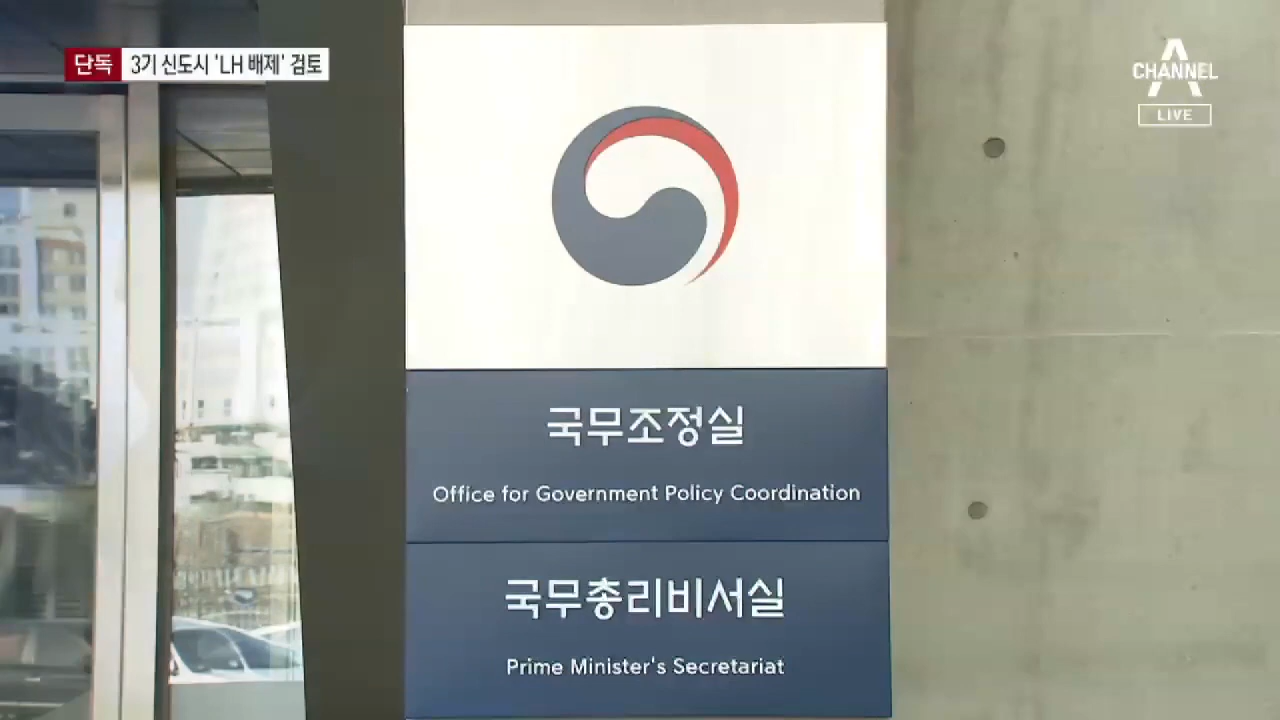 단독 3기 신도시 'LH 배제' 검토
CHANNEL A
LIVE
국무조정실
Office for Government Policy Coordination
국무총리비서실
Prime Minister's Secretariat